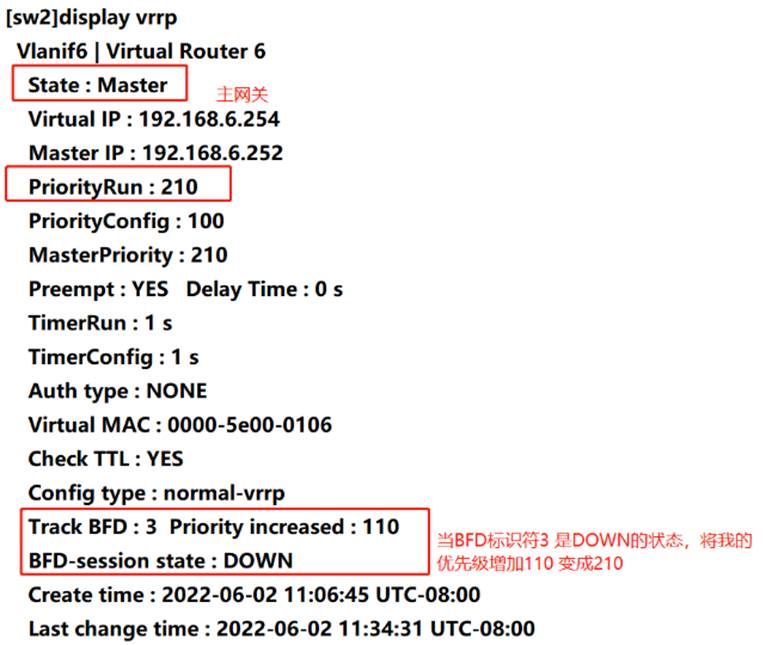 [sw2]display vrrp
Vlanif6 | Virtual Router 6
State : Master
主网关
Virtual IP : 192.168.6.254
Master IP : 192.168.6.252
PriorityRun : 210
PriorityConfig : 100
MasterPriority : 210
Preempt : YES   Delay Time : 0 s
TimerRun : 1 s
TimerConfig : 1 s
Auth type : NONE
Virtual MAC : 0000-5e00-0106
Check TTL : YES
Config type : normal-vrrp
Track BFD : 3  Priority increased : 110
BFD-session state : DOWN
当BFD标识符3 是DOWN的状态，将我的
优先级增加110 变成210
Create time : 2022-06-02 11:06:45 UTC-08:00
Last change time : 2022-06-02 11:34:31 UTC-08:00